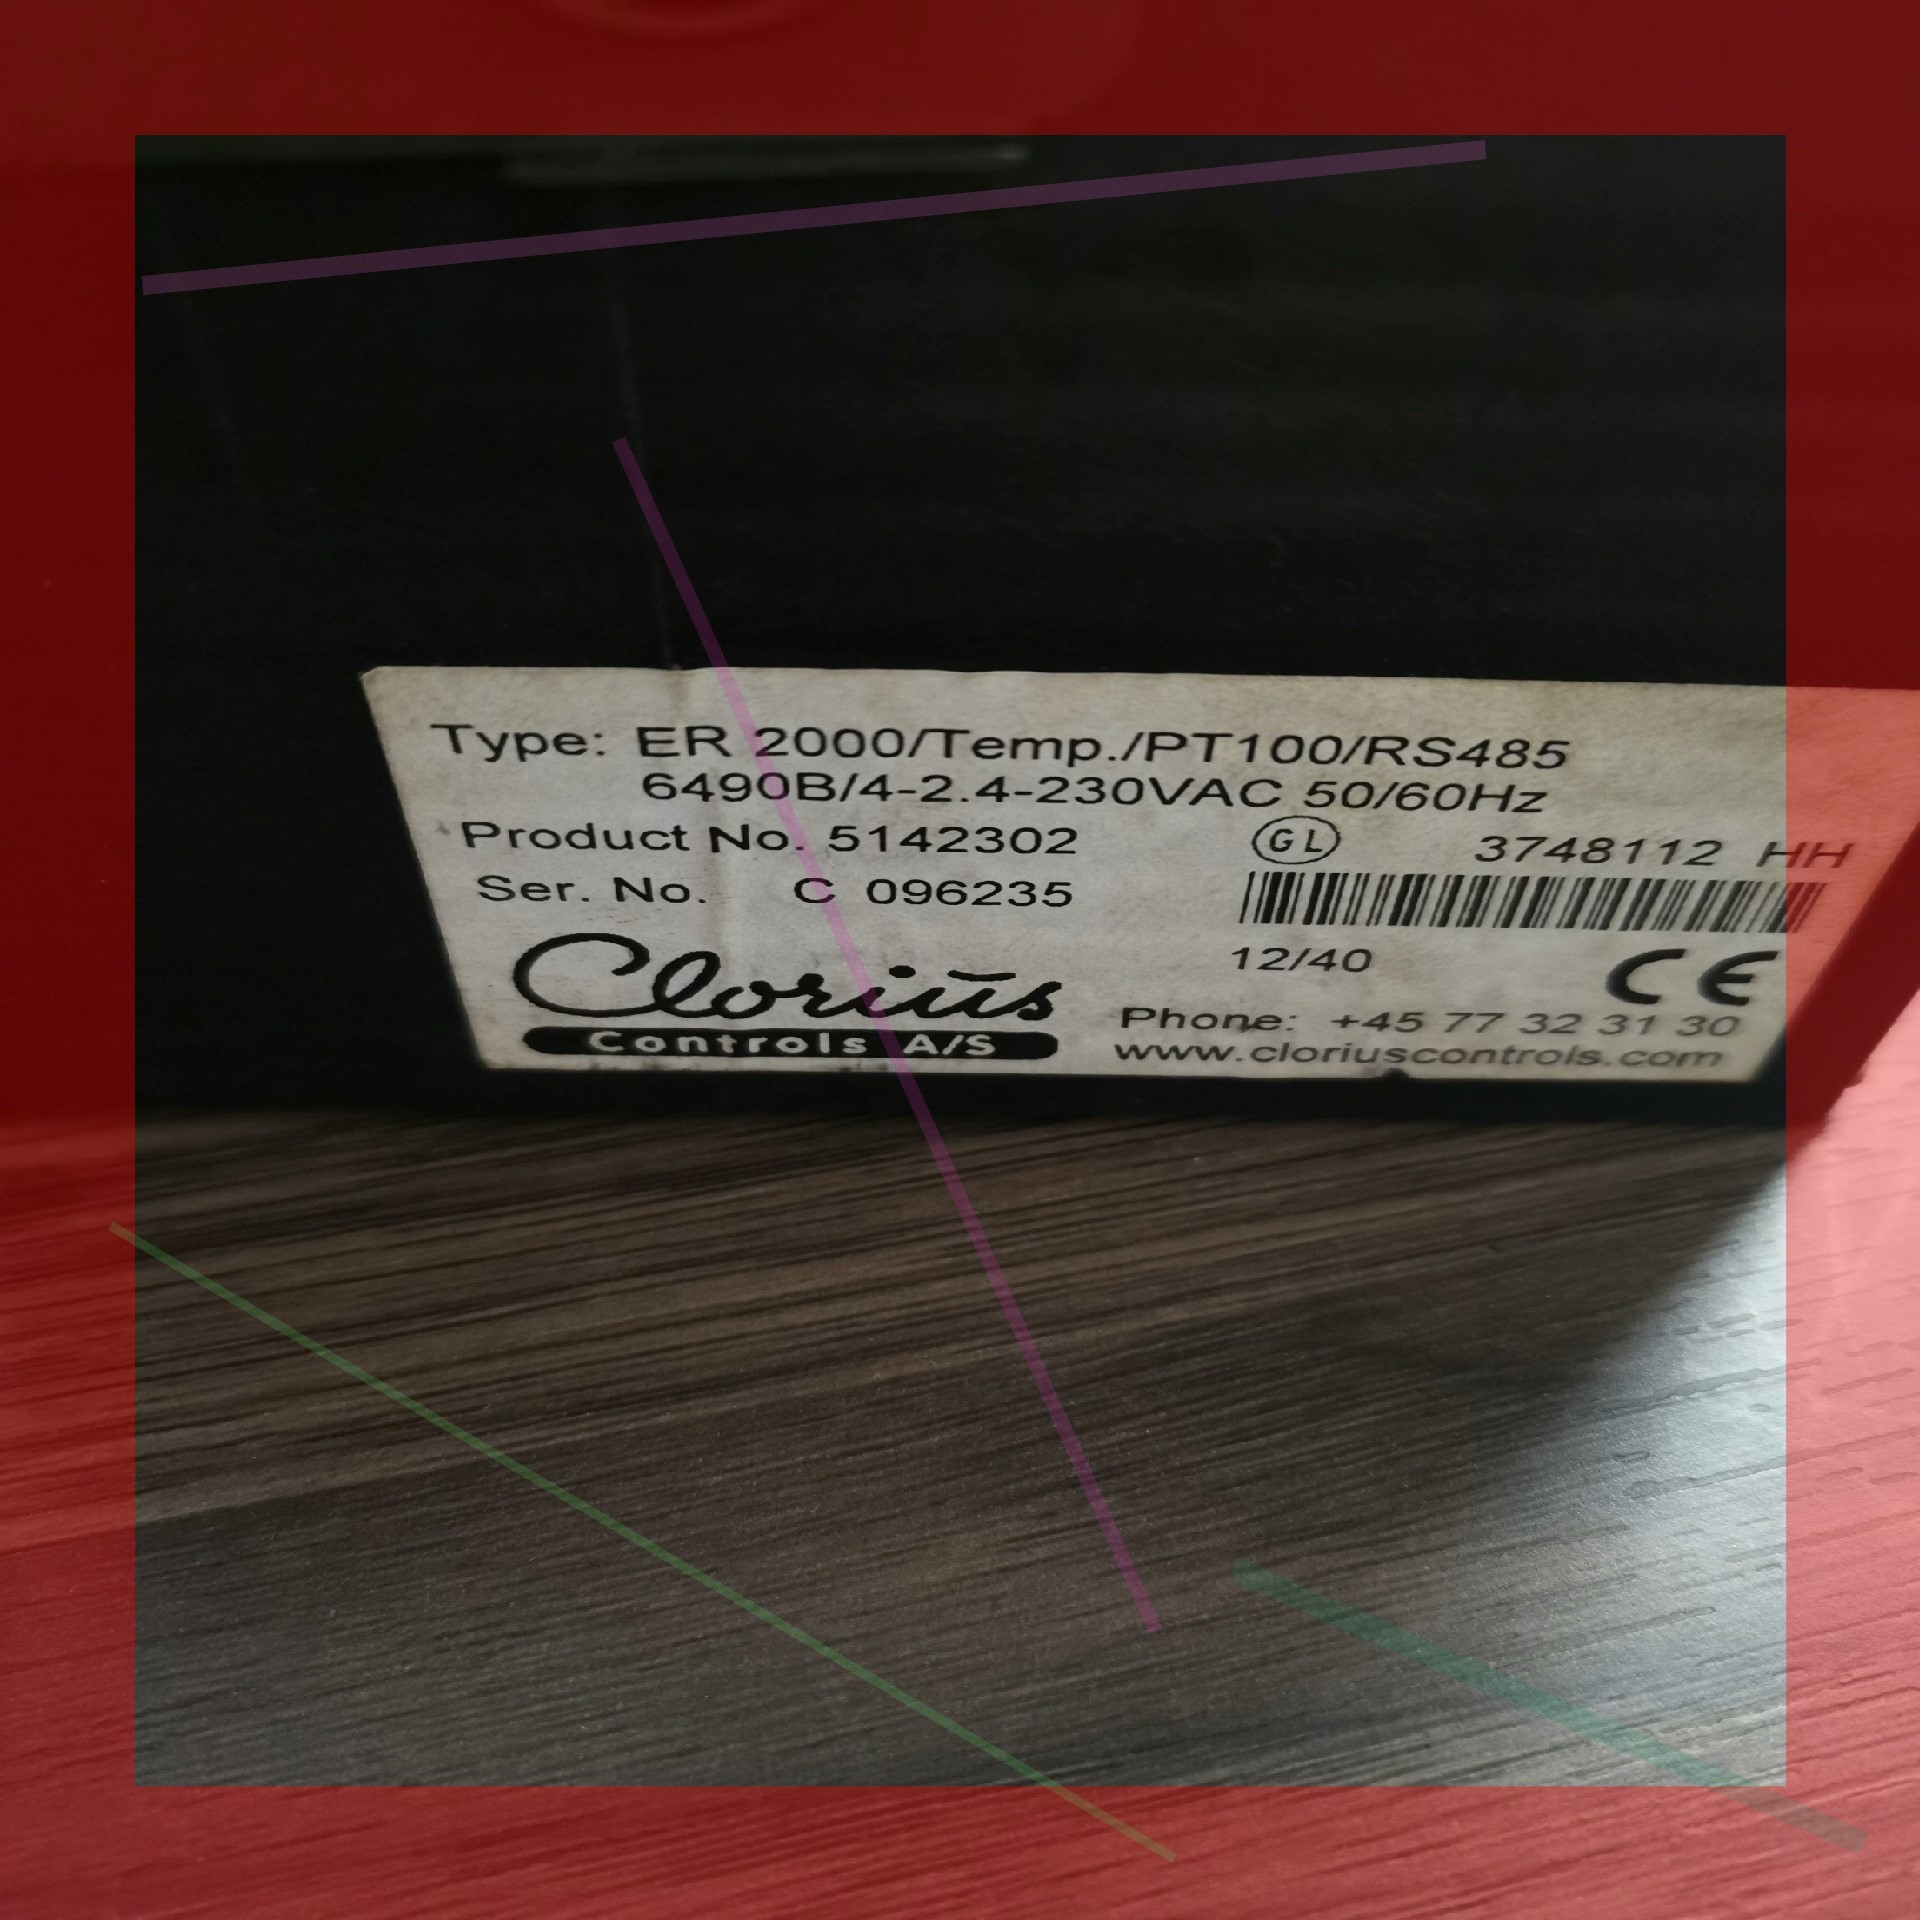 Type: ER 2000/Temp./PT100/RS485
6490B/4-2.4-230VAC 50/60Hz
Product No. 5142302
GL
3748112 HH
Ser. No. C 096235
12/40
CE
Clorius
Controls A/S
Phone: +45 77 32 31 30
www.cloriuscontrols.com